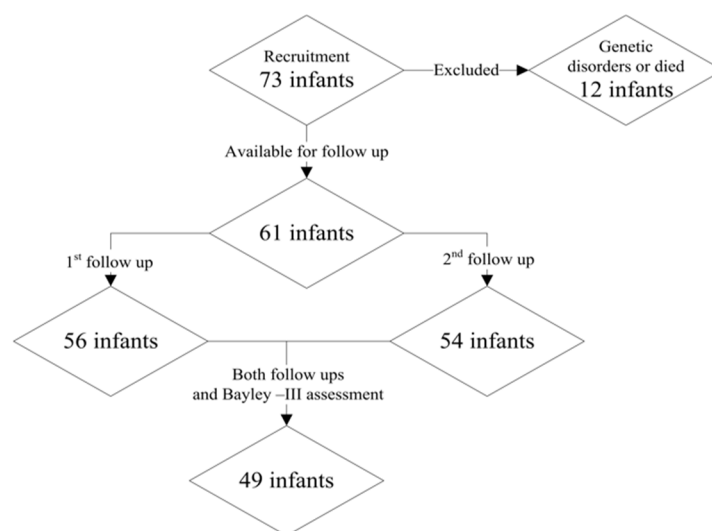 Recruitment
73 infants
Excluded
Genetic
disorders or died
12 infants
Available for follow up
61 infants
1st follow up
2nd follow up
56 infants
54 infants
Both follow ups
and Bayley –III assessment
49 infants